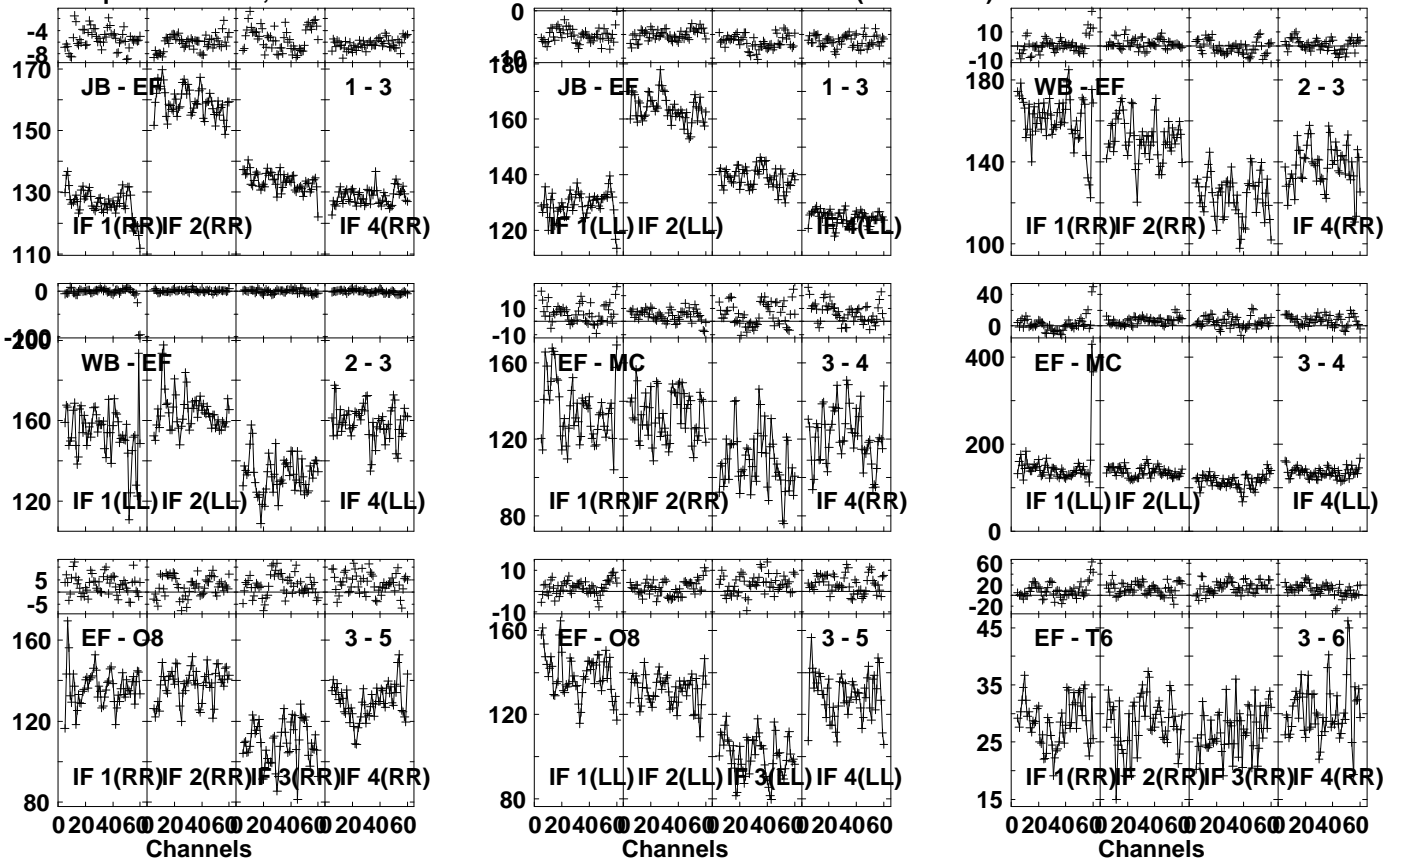 0
-4
-8
-10
10
-10
170
150
130
110
JB - EF
1 - 3
IF 1(RR)
IF 2(RR)
IF 4(RR)
180
160
140
120
JB - EF
1 - 3
IF 1(LL)
IF 2(LL)
IF 4(LL)
180
140
100
WB - EF
2 - 3
IF 1(RR)
IF 2(RR)
IF 4(RR)
0
-100
200
160
120
WB - EF
2 - 3
IF 1(LL)
IF 2(LL)
IF 4(LL)
10
-10
160
120
80
EF - MC
3 - 4
IF 1(RR)
IF 2(RR)
IF 4(RR)
40
0
400
200
0
EF - MC
3 - 4
IF 1(LL)
IF 2(LL)
IF 4(LL)
5
-5
160
120
80
EF - O8
3 - 5
IF 1(RR)
IF 2(RR)
IF 3(RR)
IF 4(RR)
10
-10
160
120
80
EF - O8
3 - 5
IF 1(LL)
IF 2(LL)
IF 3(LL)
IF 4(LL)
60
20
-20
45
35
25
15
EF - T6
3 - 6
IF 1(RR)
IF 2(RR)
IF 3(RR)
IF 4(RR)
0 204060 0 204060 0 204060 0 204060
0 204060 0 204060 0 204060 0 204060
0 204060 0 204060 0 204060 0 204060
Channels
Channels
Channels